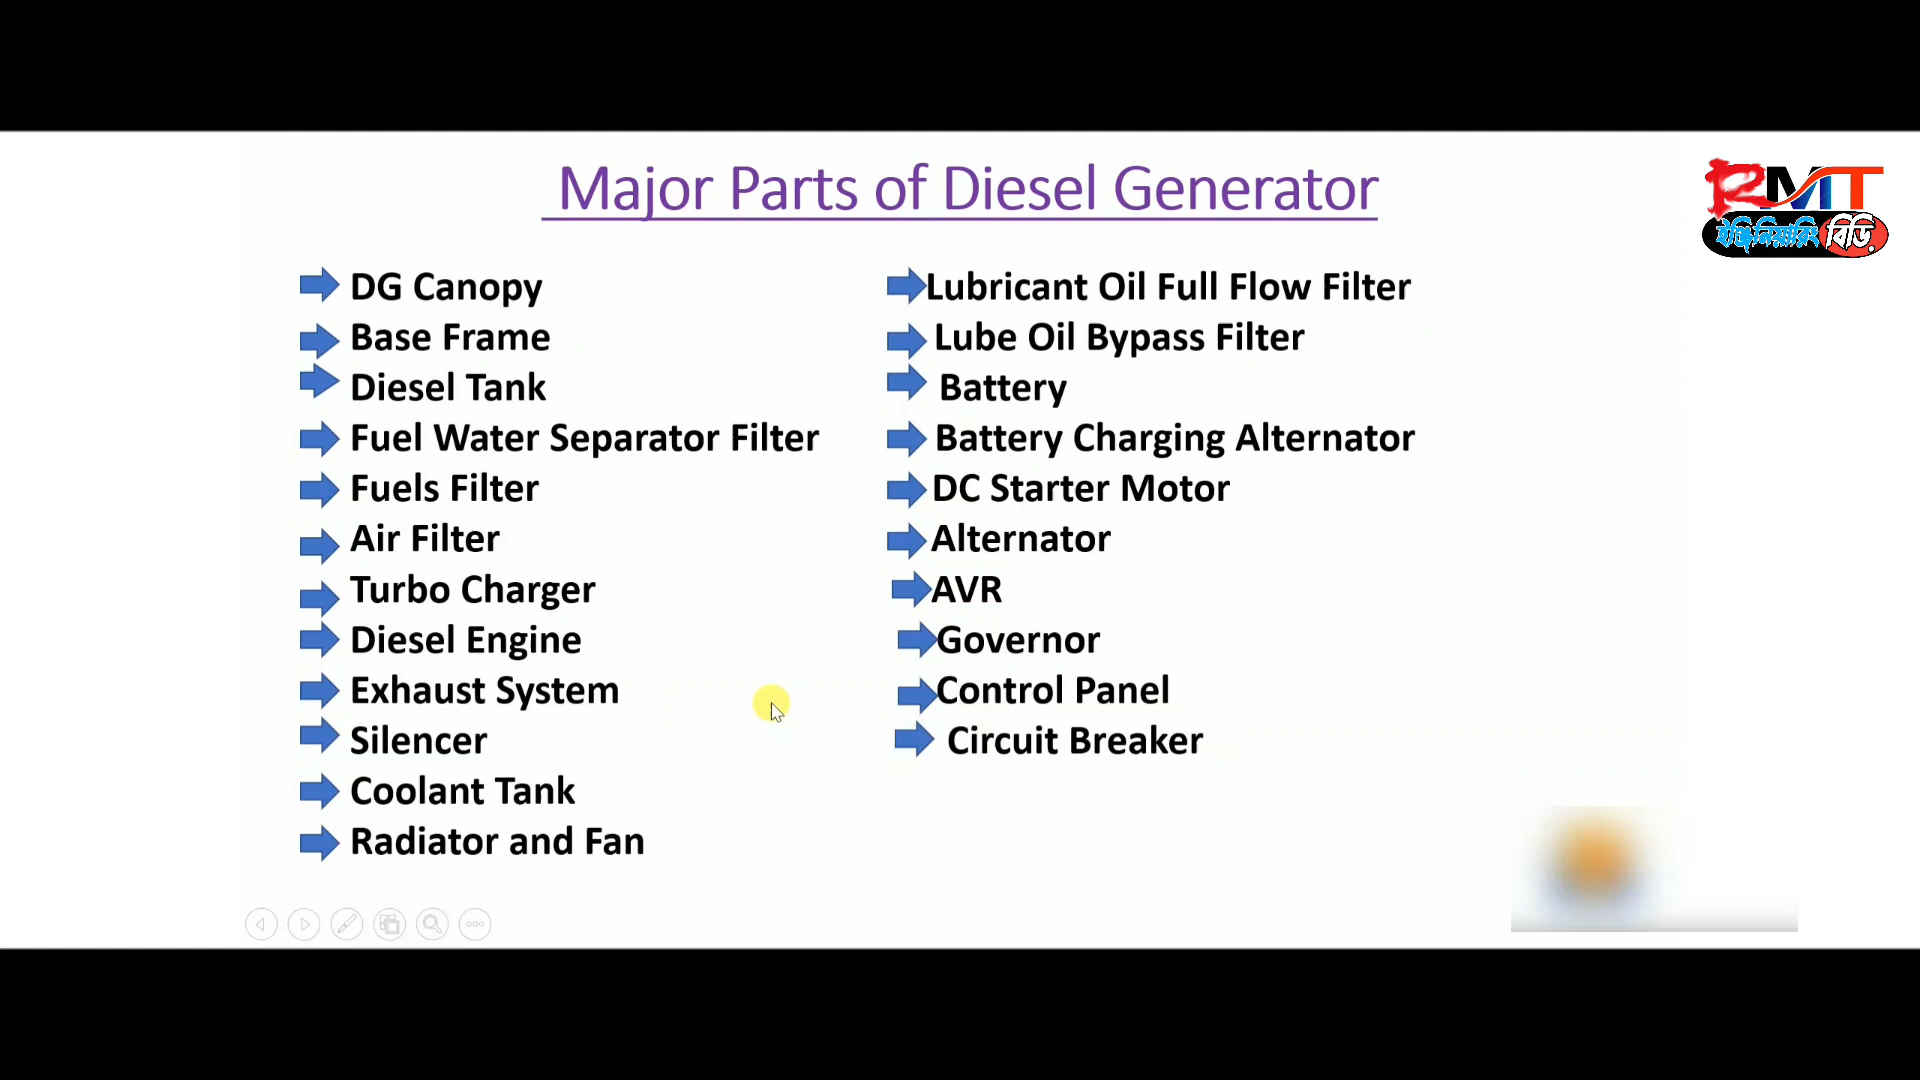 Major Parts of Diesel Generator
RMT
ইঞ্জিনিয়ারিং বিডি
DG Canopy
Base Frame
Diesel Tank
Fuel Water Separator Filter
Fuels Filter
Air Filter
Turbo Charger
Diesel Engine
Exhaust System
Silencer
Coolant Tank
Radiator and Fan
Lubricant Oil Full Flow Filter
Lube Oil Bypass Filter
Battery
Battery Charging Alternator
DC Starter Motor
Alternator
AVR
Governor
Control Panel
Circuit Breaker